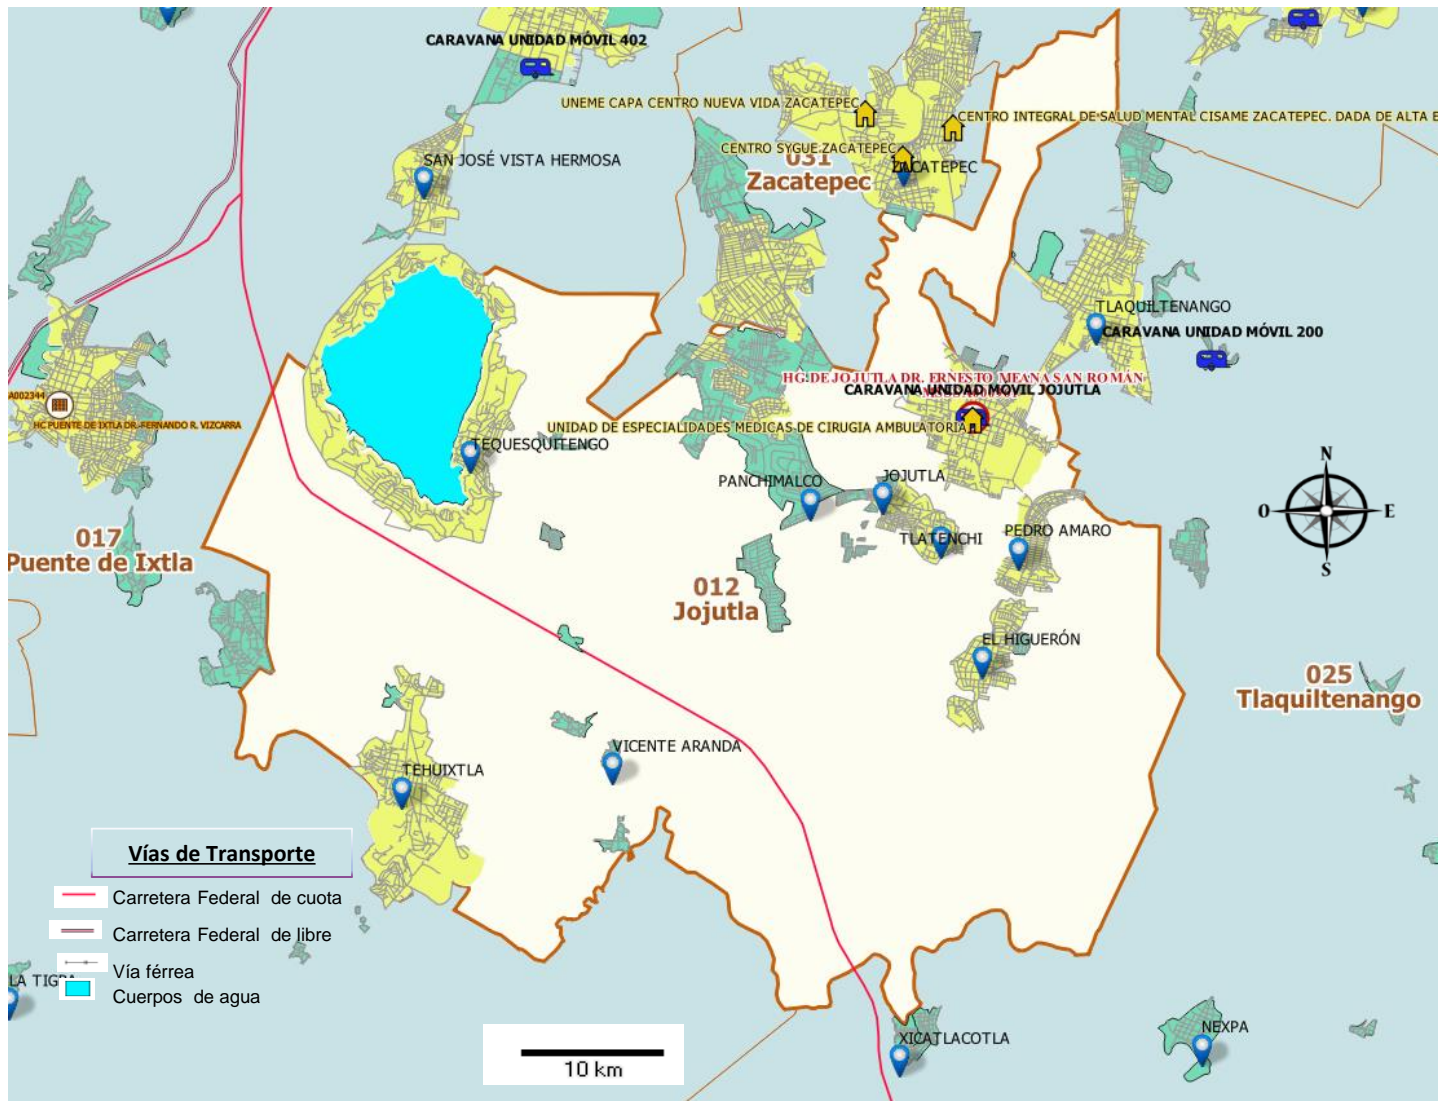 CARAVANA UNIDAD MÓVIL 402
UNEME CAPA CENTRO NUEVA VIDA ZACATEPEC
CENTRO INTEGRAL DE SALUD MENTAL CISAME ZACATEPEC. DADA DE ALTA E
CENTRO SYGUE ZACATEPEC
SAN JOSÉ VISTA HERMOSA
031
Zacatepec
ZACATEPEC
TLAQUILTENANGO
CARAVANA UNIDAD MÓVIL 200
HG DE JOJUTLA DR. ERNESTO MEANA SAN ROMÁN
CARAVANA UNIDAD MÓVIL JOJUTLA
A002344
HC PUENTE DE IXTLA DR. FERNANDO R. VIZCARRA
UNIDAD DE ESPECIALIDADES MEDICAS DE CIRUGIA AMBULATORIA
TEQUESQUITENGO
PANCHIMALCO
JOJUTLA
N
O
E
S
TLATENCHI
PEDRO AMARO
017
Puente de Ixtla
012
Jojutla
EL HIGUERÓN
025
Tlaquiltenango
VICENTE ARANDA
TEHUIXTLA
Vías de Transporte
Carretera Federal de cuota
Carretera Federal de libre
Vía férrea
Cuerpos de agua
LA TIGRA
10 km
XICATLACOTLA
NEXPA